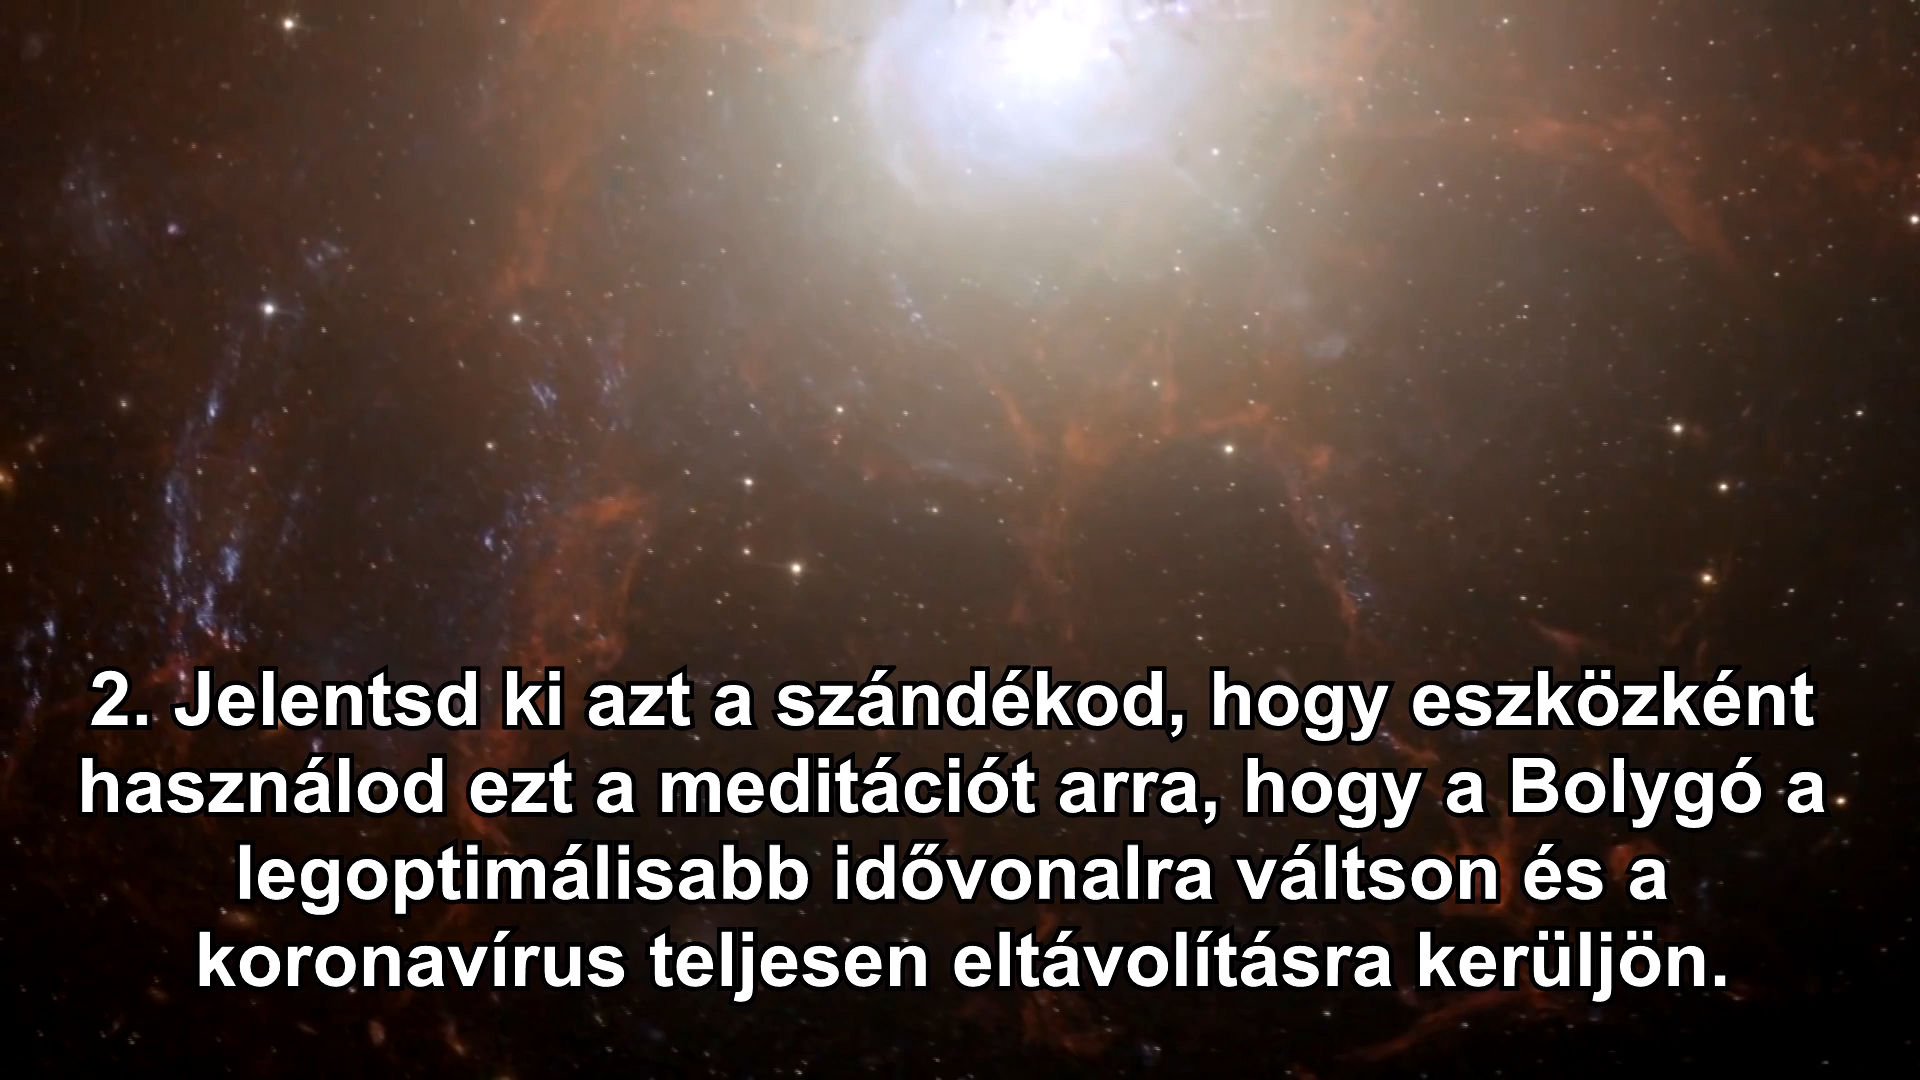 2. Jelentsd ki azt a szándékod, hogy eszközként
használod ezt a meditációt arra, hogy a Bolygó a
legoptimálisabb idővonalra váltson és a
koronavírus teljesen eltávolításra kerüljön.